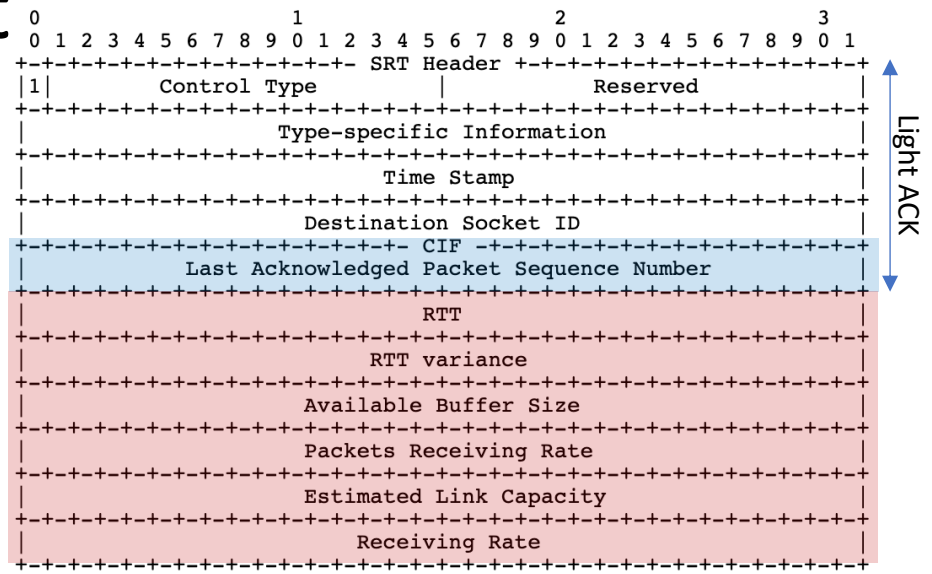 0 1 2 3
0 1 2 3 4 5 6 7 8 9 0 1 2 3 4 5 6 7 8 9 0 1 2 3 4 5 6 7 8 9 0 1
+-+-+-+-+-+-+-+-+-+-+-+-+- SRT Header +-+-+-+-+-+-+-+-+-+-+-+-+-+
|1| Control Type | Reserved |
+-+-+-+-+-+-+-+-+-+-+-+-+-+-+-+-+-+-+-+-+-+-+-+-+-+-+-+-+-+-+-+-+
| Type-specific Information |
+-+-+-+-+-+-+-+-+-+-+-+-+-+-+-+-+-+-+-+-+-+-+-+-+-+-+-+-+-+-+-+-+
| Time Stamp |
+-+-+-+-+-+-+-+-+-+-+-+-+-+-+-+-+-+-+-+-+-+-+-+-+-+-+-+-+-+-+-+-+
| Destination Socket ID |
+-+-+-+-+-+-+-+-+-+-+-+-+-+-+- CIF -+-+-+-+-+-+-+-+-+-+-+-+-+-+-+
| Last Acknowledged Packet Sequence Number |
+-+-+-+-+-+-+-+-+-+-+-+-+-+-+-+-+-+-+-+-+-+-+-+-+-+-+-+-+-+-+-+-+
| RTT |
+-+-+-+-+-+-+-+-+-+-+-+-+-+-+-+-+-+-+-+-+-+-+-+-+-+-+-+-+-+-+-+-+
| RTT variance |
+-+-+-+-+-+-+-+-+-+-+-+-+-+-+-+-+-+-+-+-+-+-+-+-+-+-+-+-+-+-+-+-+
| Available Buffer Size |
+-+-+-+-+-+-+-+-+-+-+-+-+-+-+-+-+-+-+-+-+-+-+-+-+-+-+-+-+-+-+-+-+
| Packets Receiving Rate |
+-+-+-+-+-+-+-+-+-+-+-+-+-+-+-+-+-+-+-+-+-+-+-+-+-+-+-+-+-+-+-+-+
| Estimated Link Capacity |
+-+-+-+-+-+-+-+-+-+-+-+-+-+-+-+-+-+-+-+-+-+-+-+-+-+-+-+-+-+-+-+-+
| Receiving Rate |
+-+-+-+-+-+-+-+-+-+-+-+-+-+-+-+-+-+-+-+-+-+-+-+-+-+-+-+-+-+-+-+-+
Light ACK